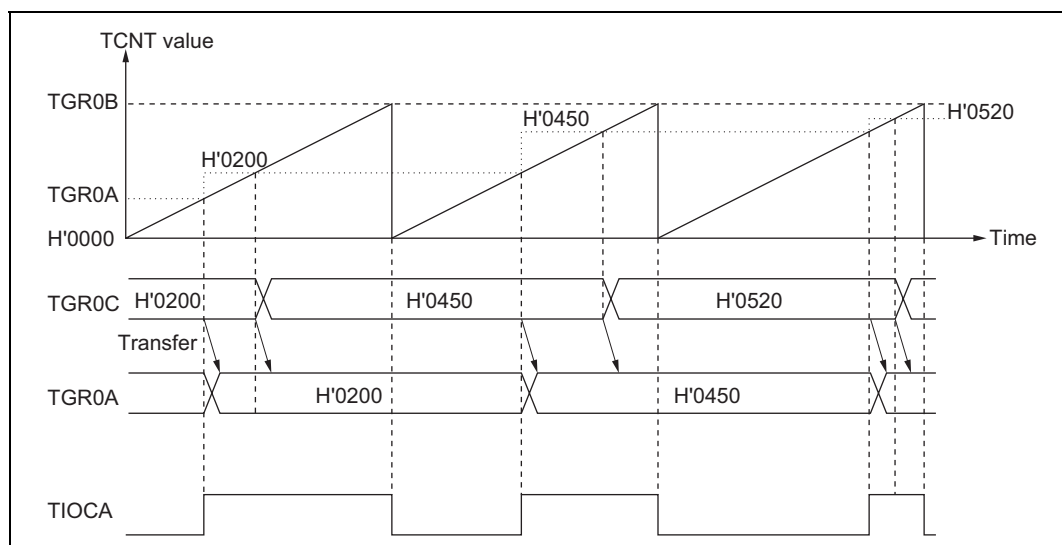 TCNT value
TGR0B
H'0520
H'0450
H'0200
TGR0A
H'0000
Time
TGR0C
H'0200
H'0450
H'0520
Transfer
TGR0A
H'0200
H'0450
TIOCA